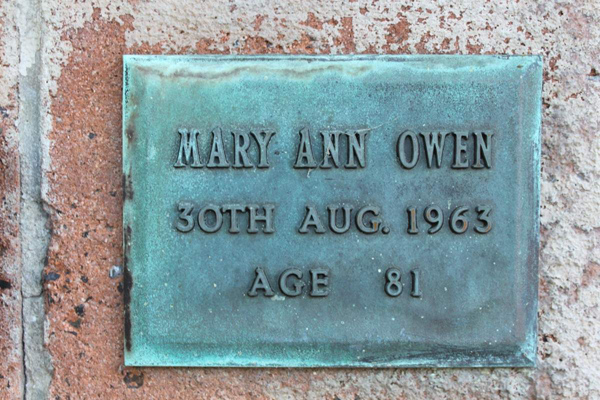 MARY ANN OWEN
30TH AUG. 1963
AGE 81